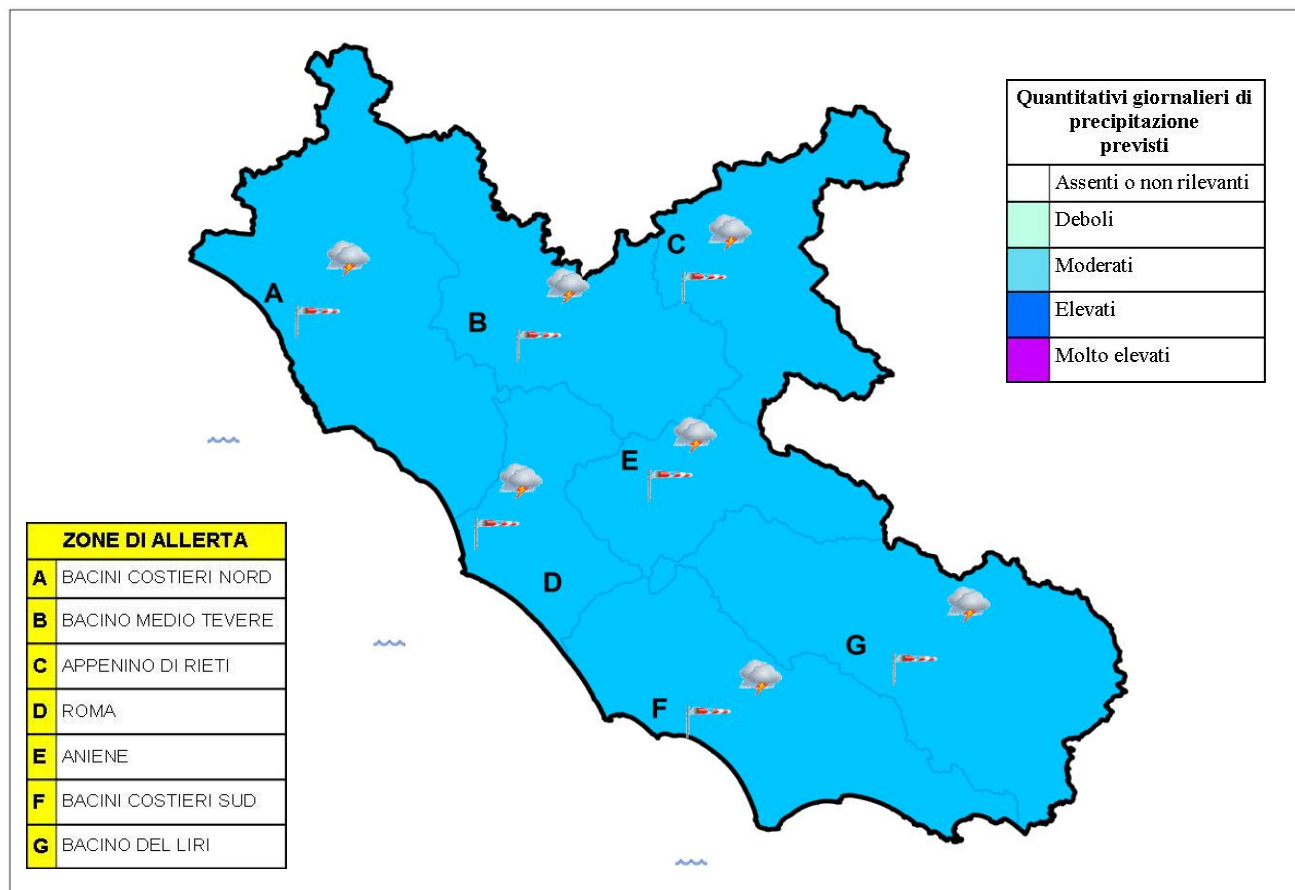 Quantitativi giornalieri di
precipitazione
previsti
Assenti o non rilevanti
Deboli
Moderati
Elevati
Molto elevati
C
A
B
E
D
G
F
ZONE DI ALLERTA
A BACINI COSTIERI NORD
B BACINO MEDIO TEVERE
C APPENINO DI RIETI
D ROMA
E ANIENE
F BACINI COSTIERI SUD
G BACINO DEL LIRI